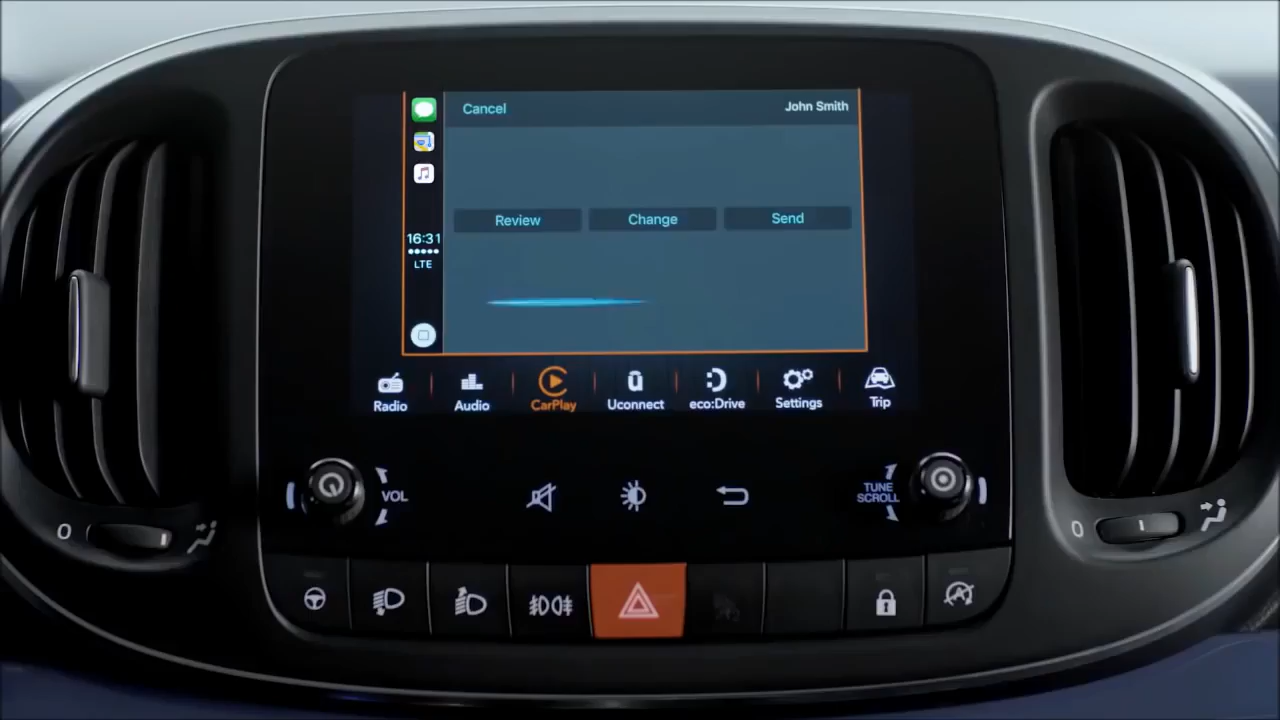 Cancel
John Smith
Review
Change
Send
16:31
LTE
Radio
Audio
CarPlay
Uconnect
eco:Drive
Settings
Trip
VOL
TUNE
SCROLL
0
0